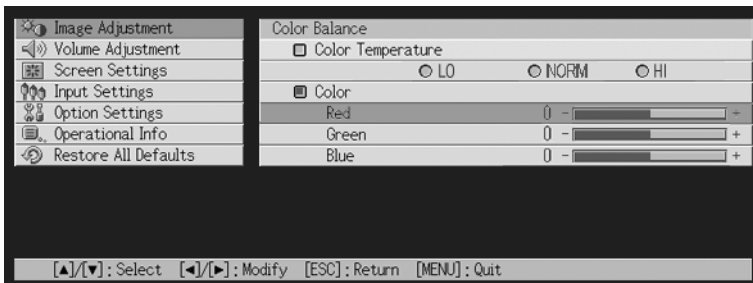 Image Adjustment
Volume Adjustment
Screen Settings
Input Settings
Option Settings
Operational Info
Restore All Defaults
Color Balance
Color Temperature
LO NORM HI
Color
Red 0 - +
Green 0 - +
Blue 0 - +
[▲]/[▼] : Select [◄]/[►] : Modify [ESC] : Return [MENU] : Quit